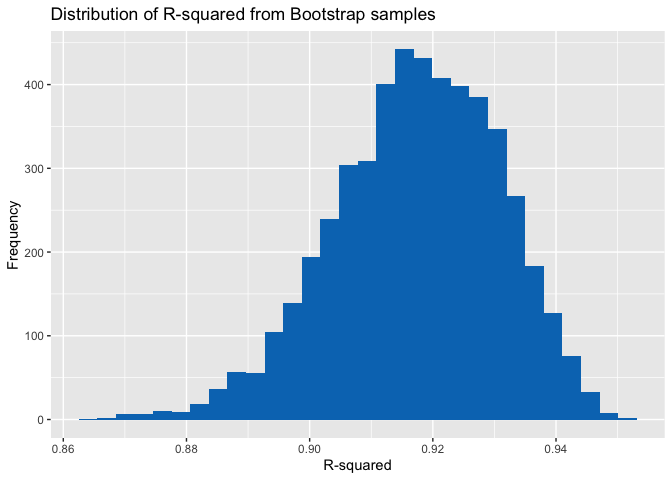 Distribution of R-squared from Bootstrap samples
Frequency
400
300
200
100
0
0.86 0.88 0.90 0.92 0.94
R-squared